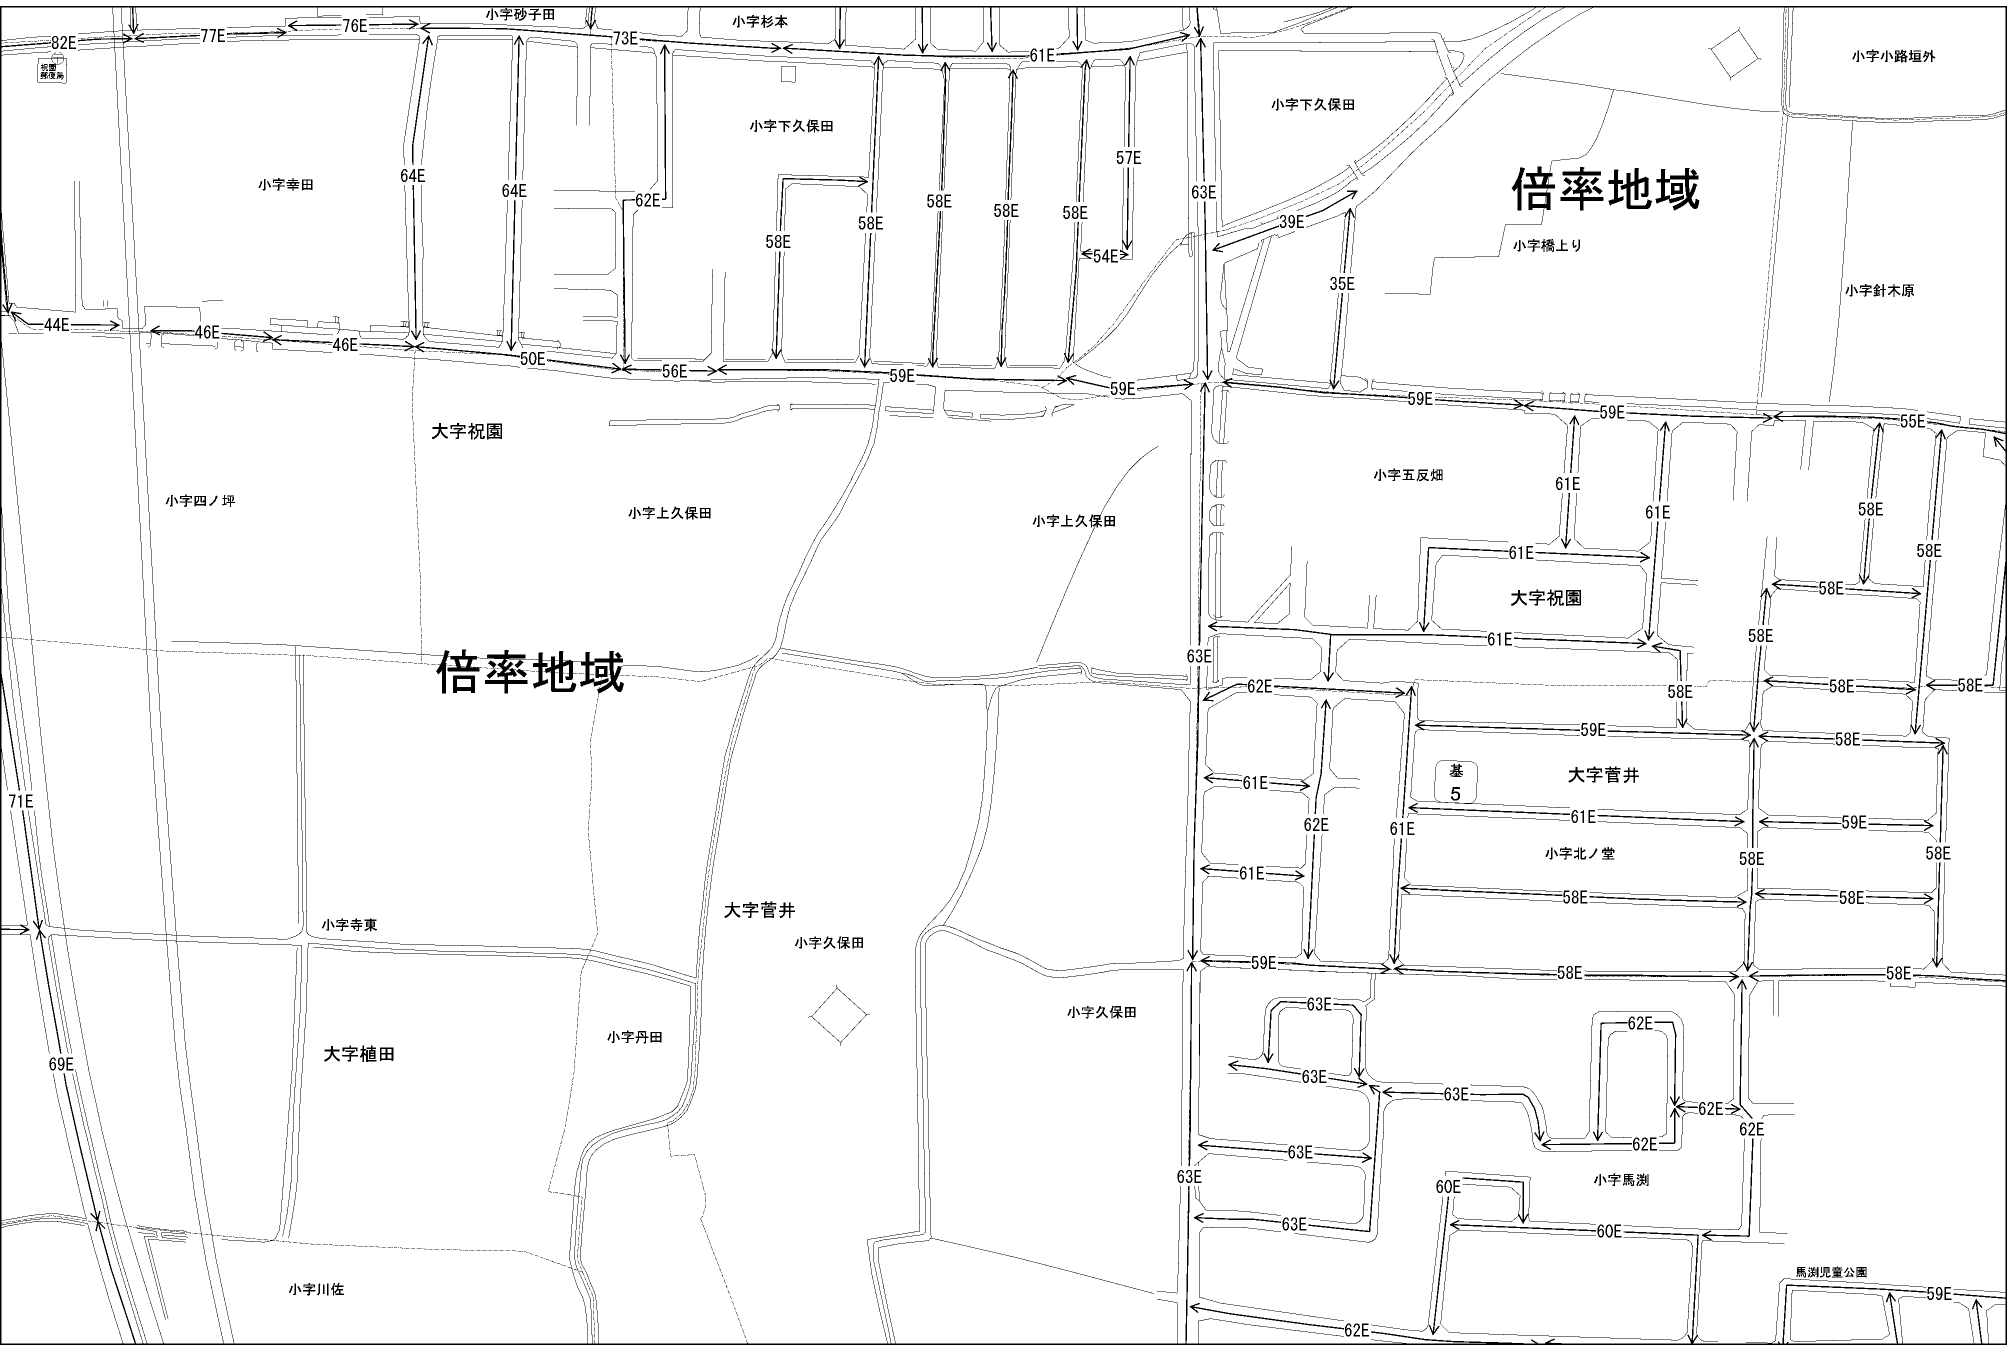 小字砂子田
76E
小字杉本
77E
73E
82E
61E
小字小路垣外
祝園
郵便局
小字下久保田
小字下久保田
57E
64E
小字幸田
64E
倍率地域
62E
58E
58E
58E
58E
63E
58E
39E
小字橋上り
54E
35E
小字針木原
44E
46E
46E
50E
56E
59E
59E
59E
59E
55E
大字祝園
小字五反畑
61E
小字四ノ坪
58E
小字上久保田
小字上久保田
61E
58E
61E
58E
大字祝園
58E
61E
63E
倍率地域
62E
58E
58E
58E
59E
58E
基
5
大字菅井
61E
71E
61E
59E
62E
61E
小字北ノ堂
58E
58E
61E
58E
58E
大字菅井
小字寺東
小字久保田
59E
58E
58E
63E
小字久保田
62E
小字丹田
大字植田
69E
63E
63E
62E
62E
62E
63E
63E
小字馬渕
60E
63E
60E
馬渕児童公園
小字川佐
59E
62E